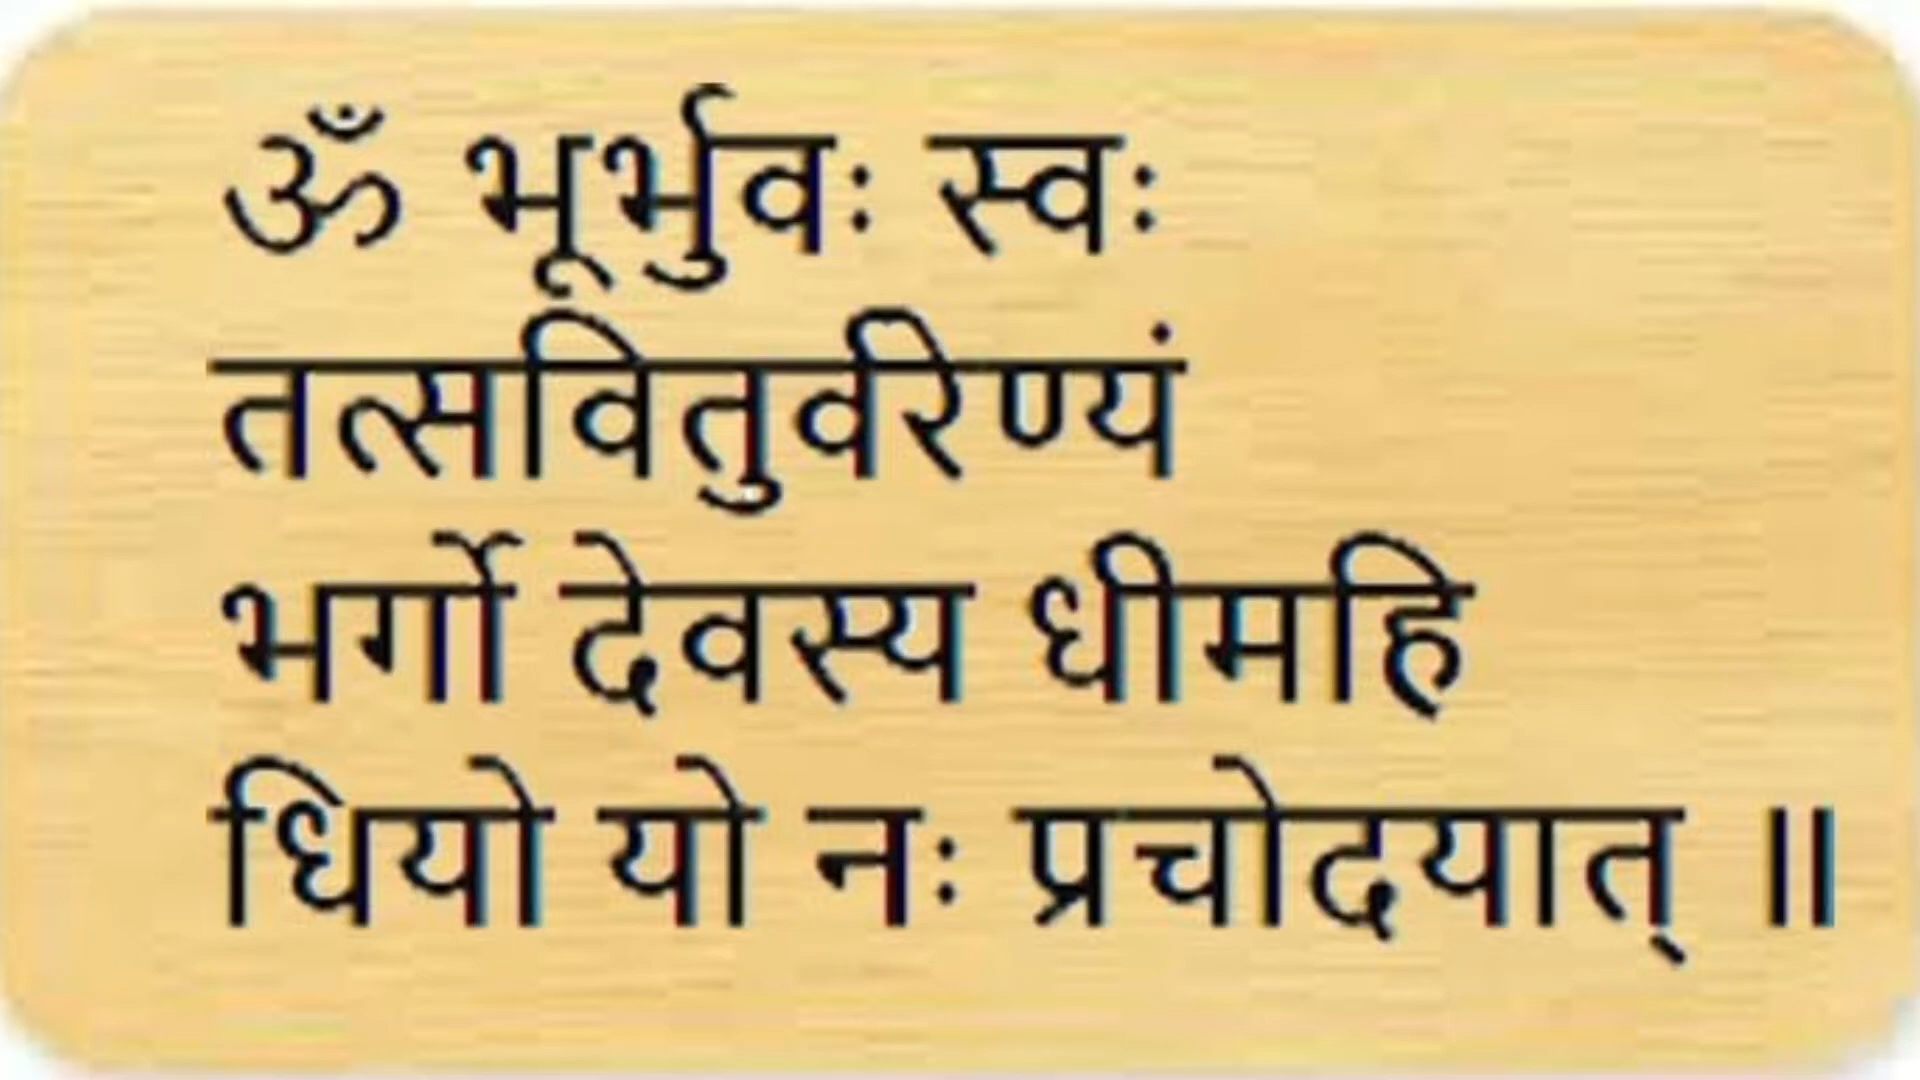 ॐ भूर्भुवः स्वः
तत्सवितुर्वरेण्यं
भर्गो देवस्य धीमहि
धियो यो नः प्रचोदयात् ॥